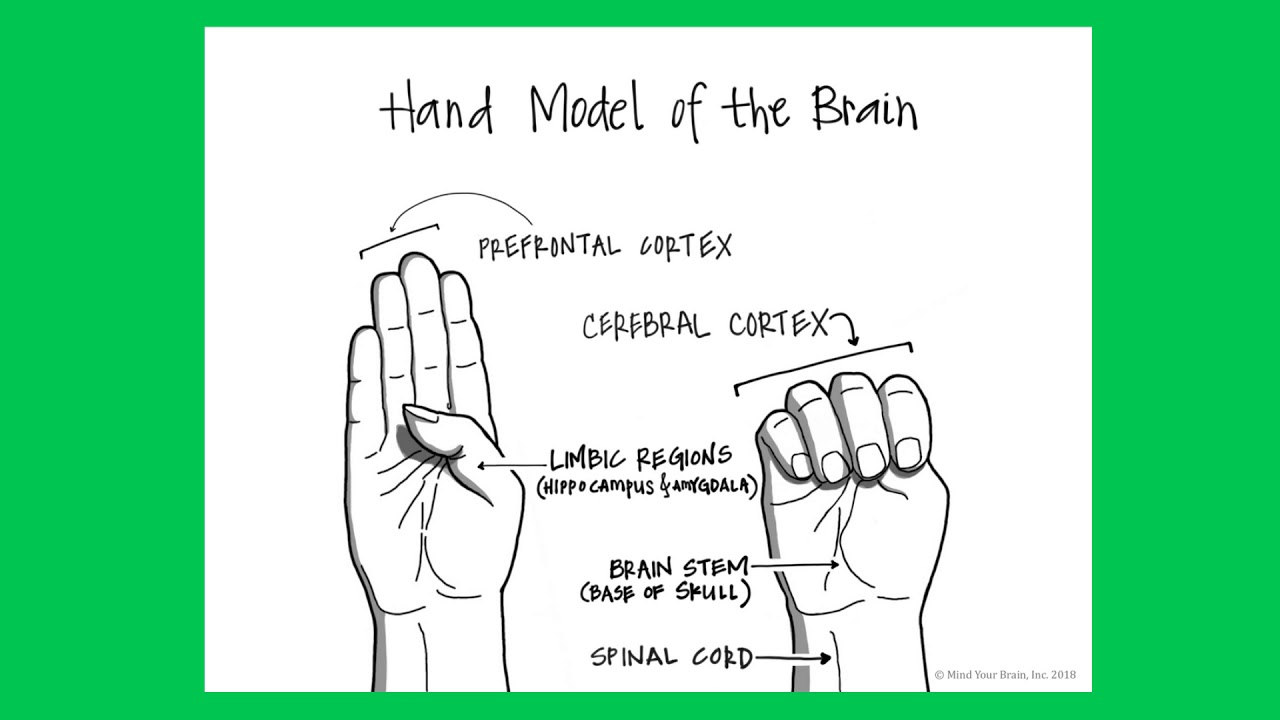 Hand Model of the Brain
PREFRONTAL CORTEX
CEREBRAL CORTEX
LIMBIC REGIONS
(HIPPOCAMPUS & AMYGDALA)
BRAIN STEM
(BASE OF SKULL)
SPINAL CORD
© Mind Your Brain, Inc. 2018